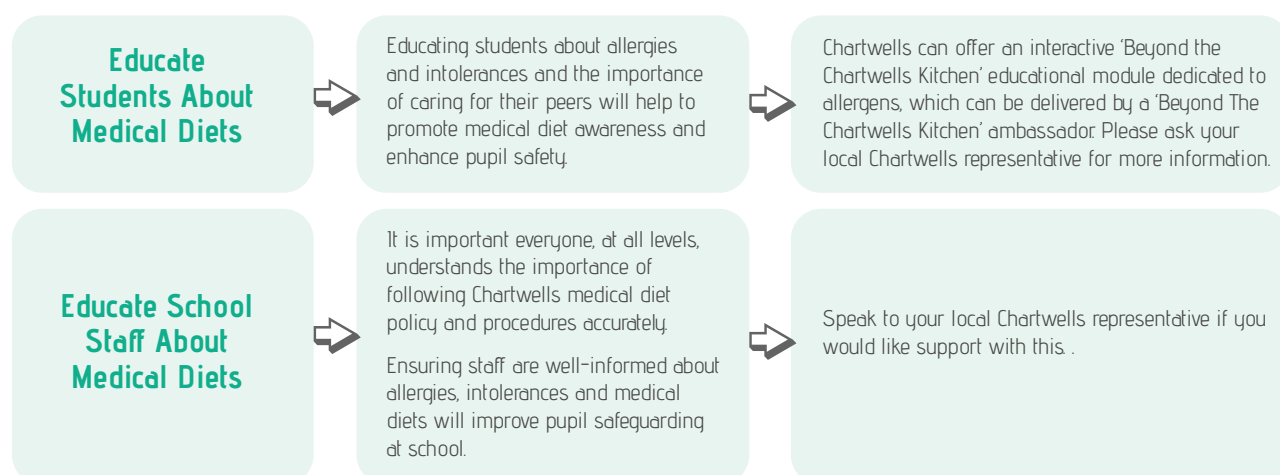 Educate
Students About
Medical Diets
Educating students about allergies
and intolerances and the importance
of caring for their peers will help to
promote medical diet awareness and
enhance pupil safety.
Chartwells can offer an interactive ‘Beyond the
Chartwells Kitchen’ educational module dedicated to
allergens, which can be delivered by a ‘Beyond The
Chartwells Kitchen’ ambassador. Please ask your
local Chartwells representative for more information.
Educate School
Staff About
Medical Diets
It is important everyone, at all levels,
understands the importance of
following Chartwells medical diet
policy and procedures accurately.
Ensuring staff are well-informed about
allergies, intolerances and medical
diets will improve pupil safeguarding
at school.
Speak to your local Chartwells representative if you
would like support with this. .